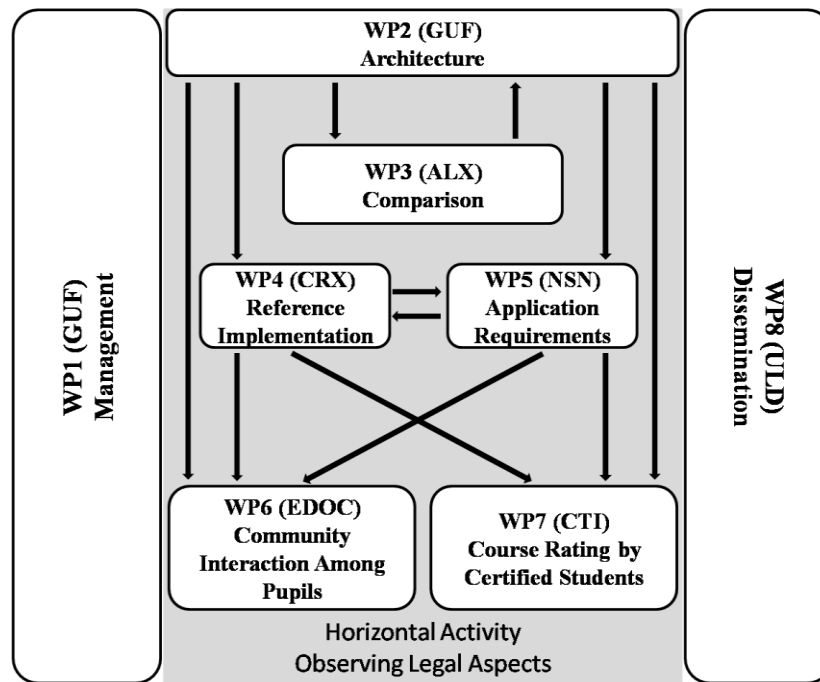 WP1 (GUF)
Management
WP2 (GUF)
Architecture
WP3 (ALX)
Comparison
WP4 (CRX)
Reference
Implementation
WP5 (NSN)
Application
Requirements
WP6 (EDOC)
Community
Interaction Among
Pupils
WP7 (CTI)
Course Rating by
Certified Students
Horizontal Activity
Observing Legal Aspects
WP8 (ULD)
Dissemination